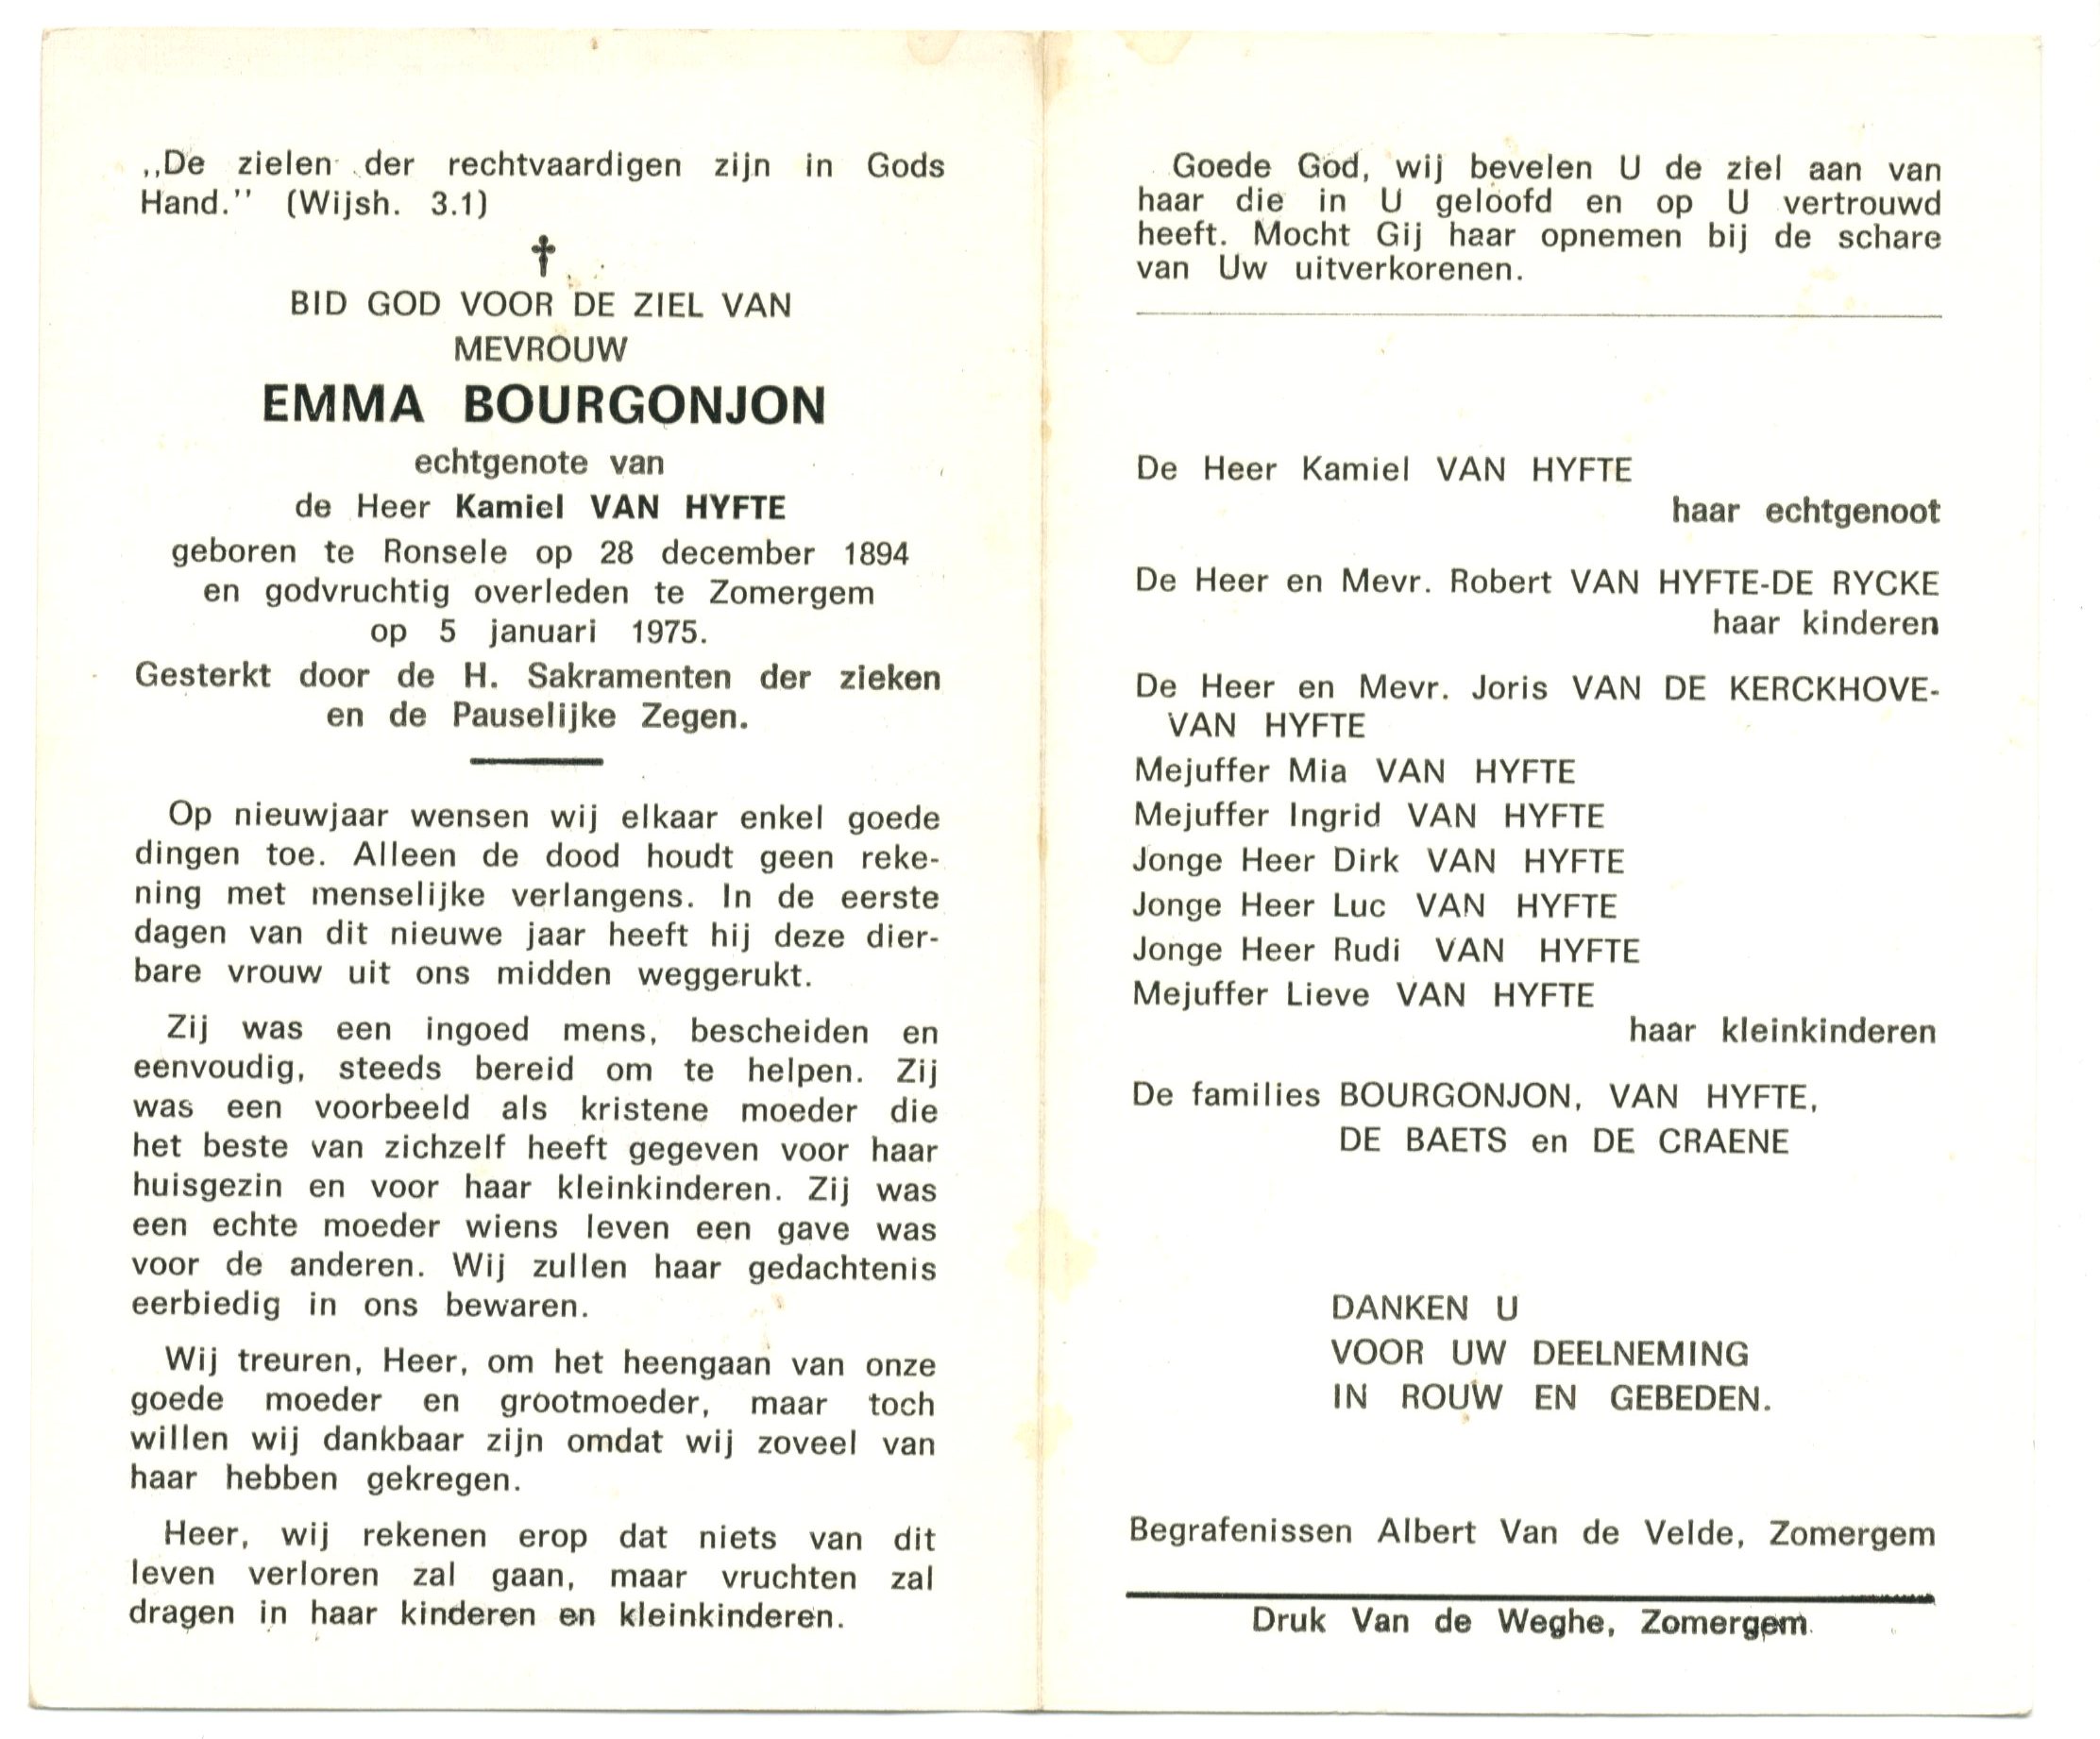 ,,De zielen der rechtvaardigen zijn in Gods
Hand.'' (Wijsh. 3.1)
BID GOD VOOR DE ZIEL VAN
MEVROUW
EMMA BOURGONJON
echtgenote van
de Heer Kamiel VAN HYFTE
geboren te Ronsele op 28 december 1894
en godvruchtig overleden te Zomergem
op 5 januari 1975.
Gesterkt door de H. Sakramenten der zieken
en de Pauselijke Zegen.
Op nieuwjaar wensen wij elkaar enkel goede
dingen toe. Alleen de dood houdt geen reke-
ning met menselijke verlangens. In de eerste
dagen van dit nieuwe jaar heeft hij deze dier-
bare vrouw uit ons midden weggerukt.
Zij was een ingoed mens, bescheiden en
eenvoudig, steeds bereid om te helpen. Zij
was een voorbeeld als kristene moeder die
het beste van zichzelf heeft gegeven voor haar
huisgezin en voor haar kleinkinderen. Zij was
een echte moeder wiens leven een gave was
voor de anderen. Wij zullen haar gedachtenis
eerbiedig in ons bewaren.
Wij treuren, Heer, om het heengaan van onze
goede moeder en grootmoeder, maar toch
willen wij dankbaar zijn omdat wij zoveel van
haar hebben gekregen.
Heer, wij rekenen erop dat niets van dit
leven verloren zal gaan, maar vruchten zal
dragen in haar kinderen en kleinkinderen.
Goede God, wij bevelen U de ziel aan van
haar die in U geloofd en op U vertrouwd
heeft. Mocht Gij haar opnemen bij de schare
van Uw uitverkorenen.
De Heer Kamiel VAN HYFTE
haar echtgenoot
De Heer en Mevr. Robert VAN HYFTE-DE RYCKE
haar kinderen
De Heer en Mevr. Joris VAN DE KERCKHOVE-
VAN HYFTE
Mejuffer Mia VAN HYFTE
Mejuffer Ingrid VAN HYFTE
Jonge Heer Dirk VAN HYFTE
Jonge Heer Luc VAN HYFTE
Jonge Heer Rudi VAN HYFTE
Mejuffer Lieve VAN HYFTE
haar kleinkinderen
De families BOURGONJON, VAN HYFTE,
DE BAETS en DE CRAENE
DANKEN U
VOOR UW DEELNEMING
IN ROUW EN GEBEDEN.
Begrafenissen Albert Van de Velde, Zomergem
Druk Van de Weghe, Zomergem